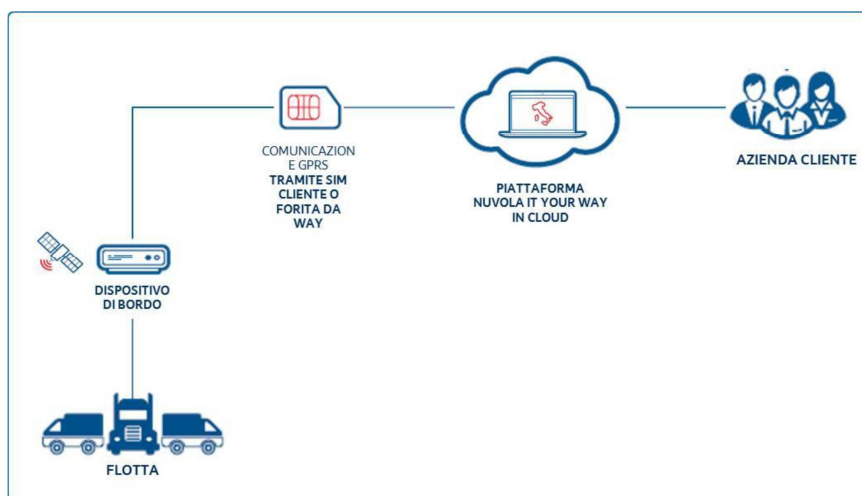 COMUNICAZION
E GPRS
TRAMITE SIM
CLIENTE O
FORITA DA
WAY
PIATTAFORMA
NUVOLA IT YOUR WAY
IN CLOUD
AZIENDA CLIENTE
DISPOSITIVO
DI BORDO
FLOTTA